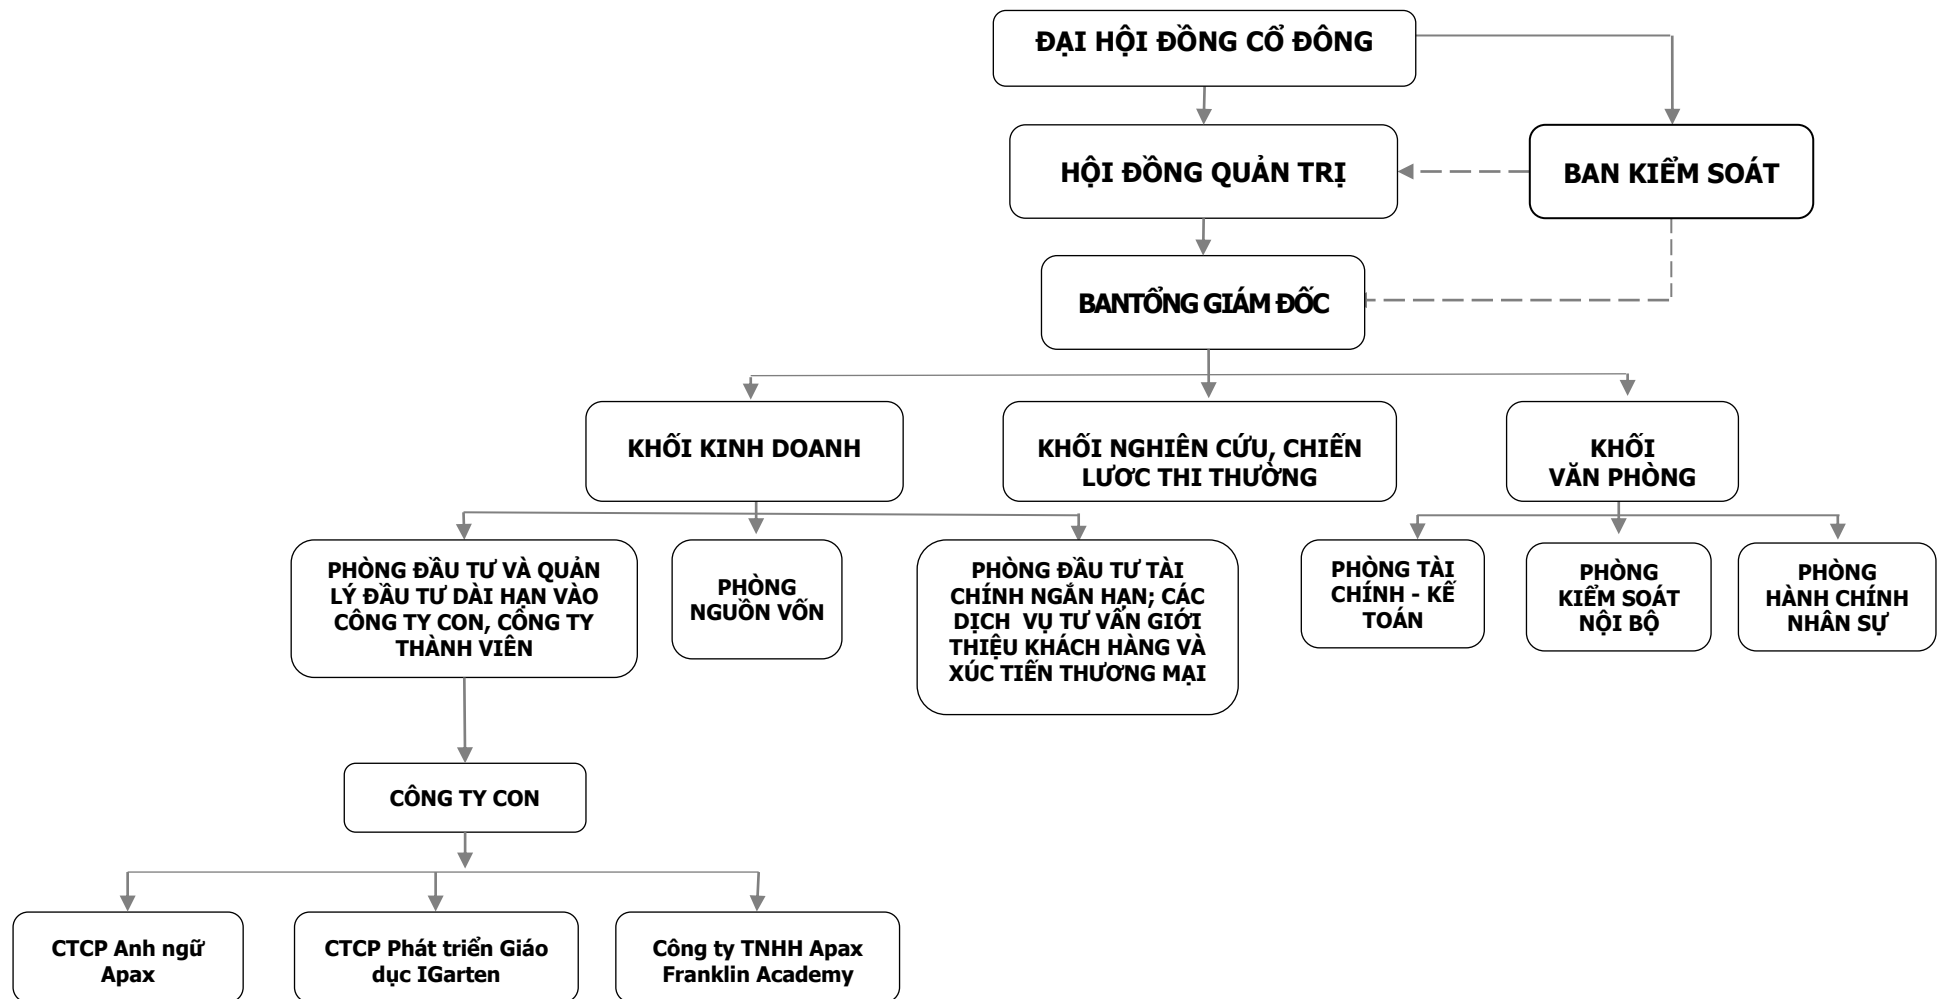 ĐẠI HỘI ĐỒNG CỔ ĐÔNG
HỘI ĐỒNG QUẢN TRỊ
BAN KIỂM SOÁT
BANTỔNG GIÁM ĐỐC
KHỐI KINH DOANH
KHỐI NGHIÊN CỨU, CHIẾN
LƯƠC THI THƯỜNG
KHỐI
VĂN PHÒNG
PHÒNG ĐẦU TƯ VÀ QUẢN
LÝ ĐẦU TƯ DÀI HẠN VÀO
CÔNG TY CON, CÔNG TY
THÀNH VIÊN
PHÒNG
NGUỒN VỐN
PHÒNG ĐẦU TƯ TÀI
CHÍNH NGẮN HẠN; CÁC
DỊCH VỤ TƯ VẤN GIỚI
THIỆU KHÁCH HÀNG VÀ
XÚC TIẾN THƯƠNG MẠI
PHÒNG TÀI
CHÍNH - KẾ
TOÁN
PHÒNG
KIỂM SOÁT
NỘI BỘ
PHÒNG
HÀNH CHÍNH
NHÂN SỰ
CÔNG TY CON
CTCP Anh ngữ
Apax
CTCP Phát triển Giáo
dục IGarten
Công ty TNHH Apax
Franklin Academy